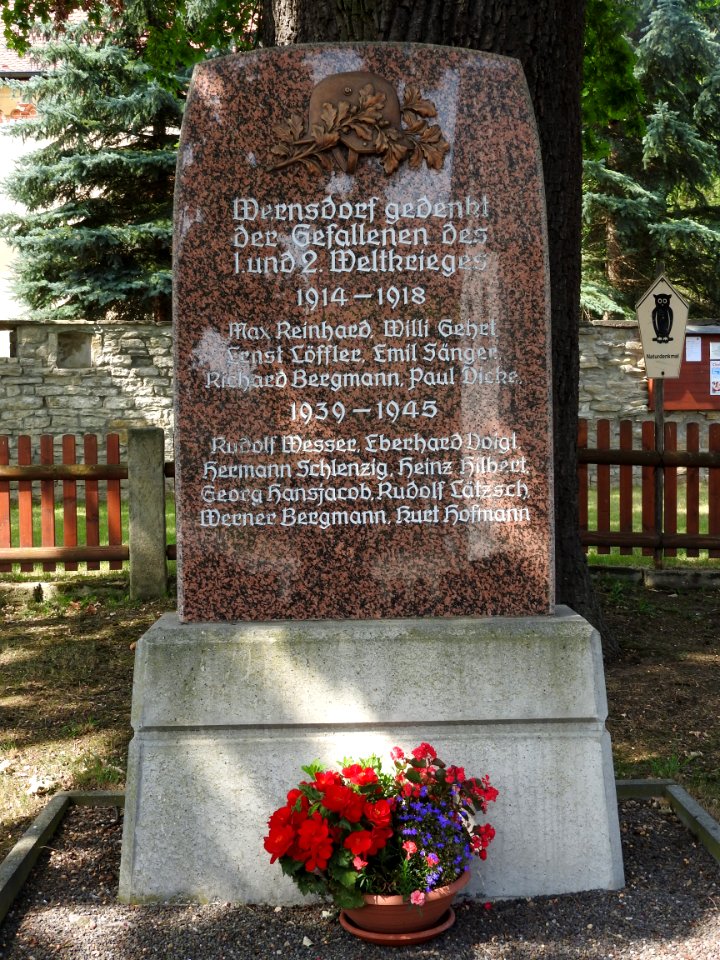 Wernsdorf gedenkt
der Gefallenen des
1. und 2. Weltkrieges
1914 – 1918
Max Reinhard, Willi Gehrt
Ernst Löffler, Emil Sänger,
Richard Bergmann, Paul Dicke,
1939 – 1945
Rudolf Wesser, Eberhard Voigt
Hermann Schlenzig, Heinz Hilbert,
Georg Hansjacob, Rudolf Lätzsch
Werner Bergmann, Kurt Hofmann
Naturdenkmal